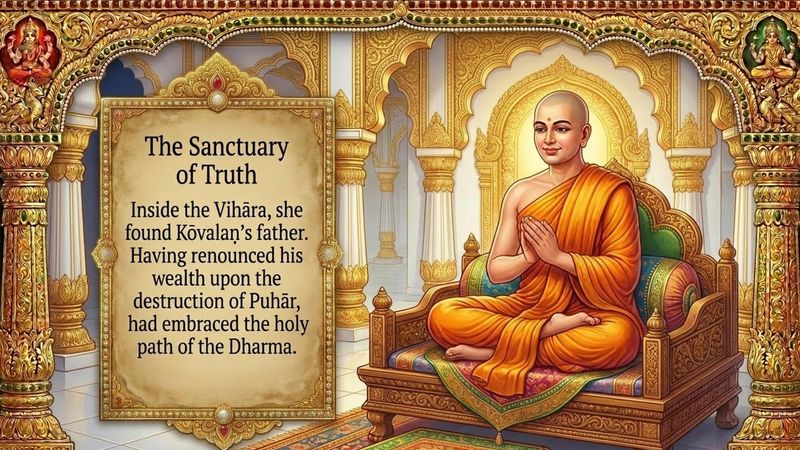 The Sanctuary
of Truth
Inside the Vihāra, she
found Kōvalaṉ’s father.
Having renounced his
wealth upon the
destruction of Puhār,
had embraced the holy
path of the Dharma.